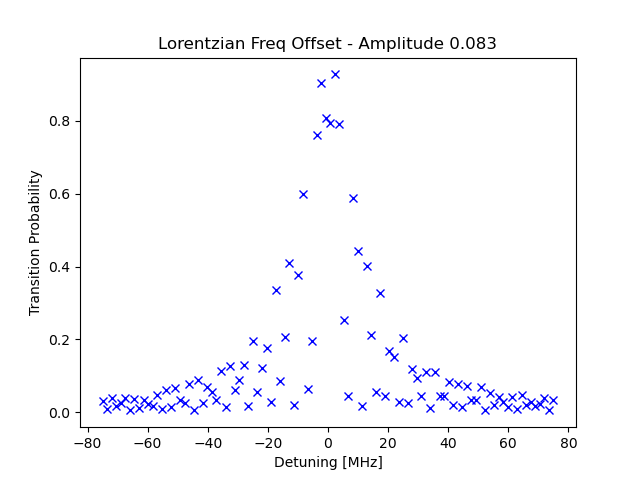 Lorentzian Freq Offset - Amplitude 0.083
Transition Probability
0.8
0.6
0.4
0.2
0.0
−80 −60 −40 −20 0 20 40 60 80
Detuning [MHz]